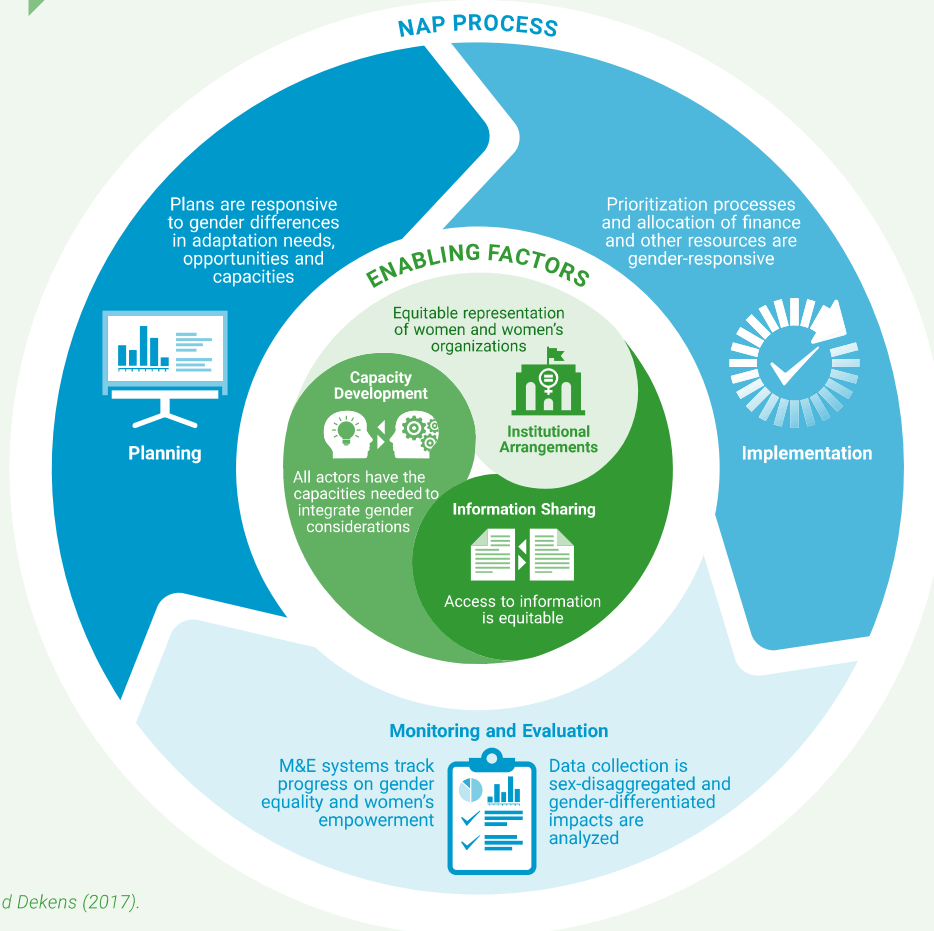 NAP PROCESS
Plans are responsive
to gender differences
in adaptation needs,
opportunities and
capacities
Planning
Prioritization processes
and allocation of finance
and other resources are
gender-responsive
Implementation
ENABLING FACTORS
Equitable representation
of women and women's
organizations
Institutional
Arrangements
Capacity
Development
All actors have the
capacities needed to
integrate gender
considerations
Information Sharing
Access to information
is equitable
Monitoring and Evaluation
M&E systems track
progress on gender
equality and women's
empowerment
Data collection is
sex-disaggregated and
gender-differentiated
impacts are
analyzed
d Dekens (2017).